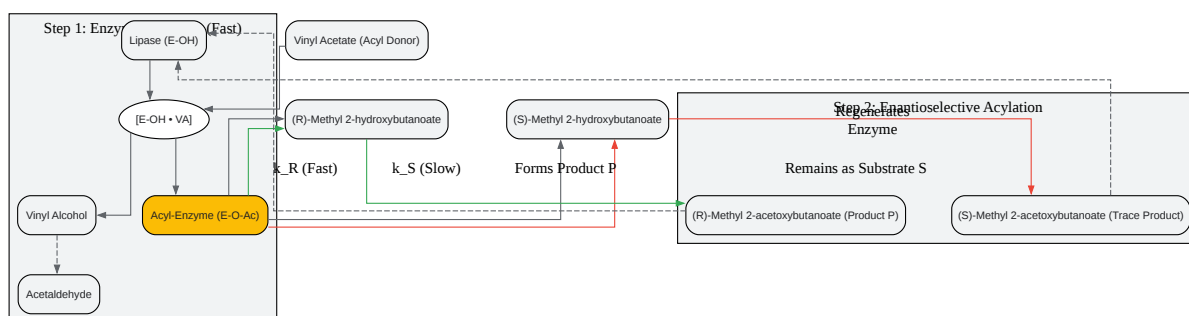 Step 1: Enzy (Fast)
Lipase (E-OH)
Vinyl Acetate (Acyl Donor)
[E-OH • VA]
(R)-Methyl 2-hydroxybutanoate
(S)-Methyl 2-hydroxybutanoate
Step 2: Enantioselective Acylation
Regenerates
Enzyme
k_R (Fast)
k_S (Slow)
Forms Product P
Remains as Substrate S
Vinyl Alcohol
Acyl-Enzyme (E-O-Ac)
(R)-Methyl 2-acetoxybutanoate (Product P)
(S)-Methyl 2-acetoxybutanoate (Trace Product)
Acetaldehyde